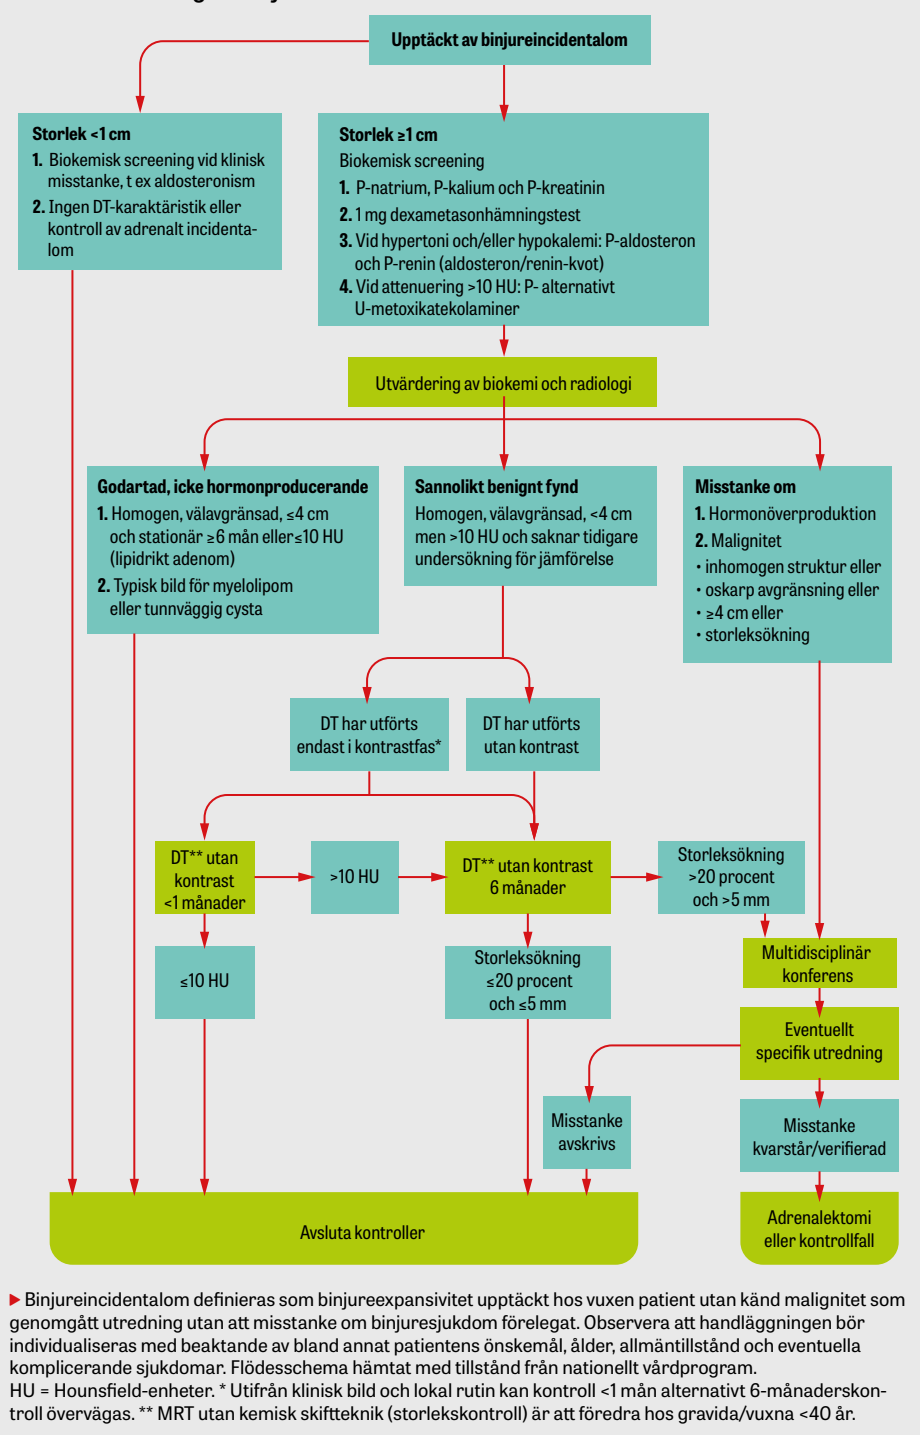 Upptäckt av binjureincidentalom
Storlek <1 cm
1. Biokemisk screening vid klinisk
misstanke, t ex aldosteronism
2. Ingen DT-karaktäristik eller
kontroll av adrenalt incidenta-
lom
Storlek ≥1 cm
Biokemisk screening
1. P-natrium, P-kalium och P-kreatinin
2. 1 mg dexametasonhämningstest
3. Vid hypertoni och/eller hypokalemi: P-aldosteron
och P-renin (aldosteron/renin-kvot)
4. Vid attenuering >10 HU: P- alternativt
U-metoxikatekolaminer
Utvärdering av biokemi och radiologi
Godartad, icke hormonproducerande
1. Homogen, välavgränsad, ≤4 cm
och stationär ≥6 mån eller≤10 HU
(lipidrikt adenom)
2. Typisk bild för myelolipom
eller tunnväggig cysta
Sannolikt benignt fynd
Homogen, välavgränsad, <4 cm
men >10 HU och saknar tidigare
undersökning för jämförelse
Misstanke om
1. Hormonöverproduktion
2. Malignitet
• inhomogen struktur eller
• oskarp avgränsning eller
• ≥4 cm eller
• storleksökning
DT har utförts
endast i kontrastfas*
DT har utförts
utan kontrast
DT** utan
kontrast
<1 månader
>10 HU
DT** utan kontrast
6 månader
Storleksökning
>20 procent
och >5 mm
≤10 HU
Storleksökning
≤20 procent
och ≤5 mm
Multidisciplinär
konferens
Eventuellt
specifik utredning
Misstanke
avskrivs
Misstanke
kvarstår/verifierad
Avsluta kontroller
Adrenalektomi
eller kontrollfall
▶ Binjureincidentalom definieras som binjureexpansivitet upptäckt hos vuxen patient utan känd malignitet som
genomgått utredning utan att misstanke om binjuresjukdom förelegat. Observera att handläggningen bör
individualiseras med beaktande av bland annat patientens önskemål, ålder, allmäntillstånd och eventuella
komplicerande sjukdomar. Flödesschema hämtat med tillstånd från nationellt vårdprogram.
HU = Hounsfield-enheter. * Utifrån klinisk bild och lokal rutin kan kontroll <1 mån alternativt 6-månaderskon-
troll övervägas. ** MRT utan kemisk skiftteknik (storlekskontroll) är att föredra hos gravida/vuxna <40 år.